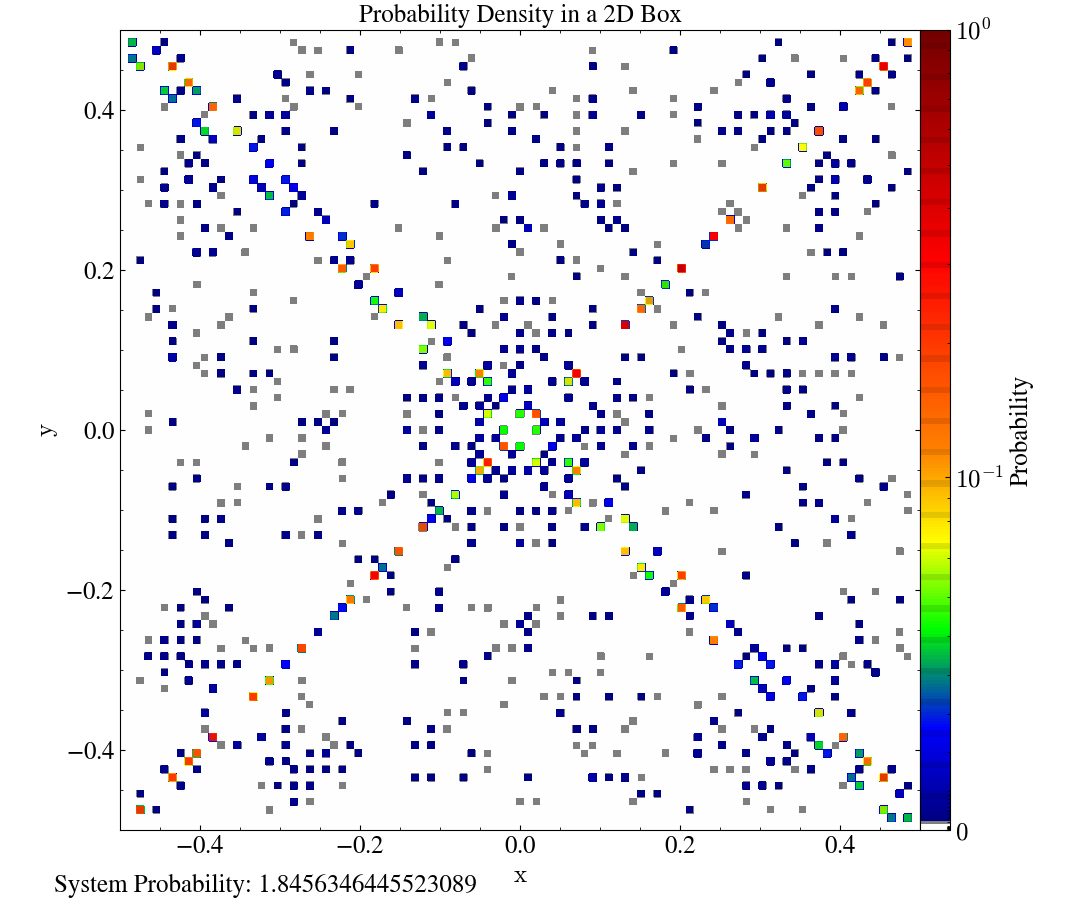 Probability Density in a 2D Box
10^0
0.4
0.2
0.0
−0.2
−0.4
y
10^−1
Probability
0
−0.4 −0.2 0.0 0.2 0.4
x
System Probability: 1.8456346445523089